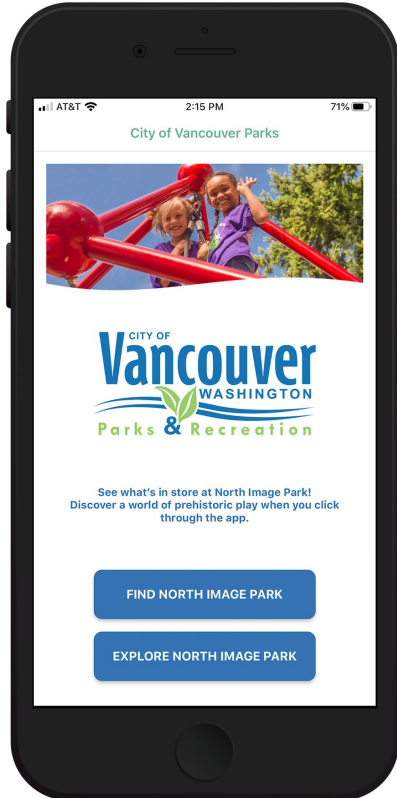 AT&T 2:15 PM 71%
City of Vancouver Parks
CITY OF
Vancouver
WASHINGTON
Parks & Recreation
See what's in store at North Image Park!
Discover a world of prehistoric play when you click
through the app.
FIND NORTH IMAGE PARK
EXPLORE NORTH IMAGE PARK